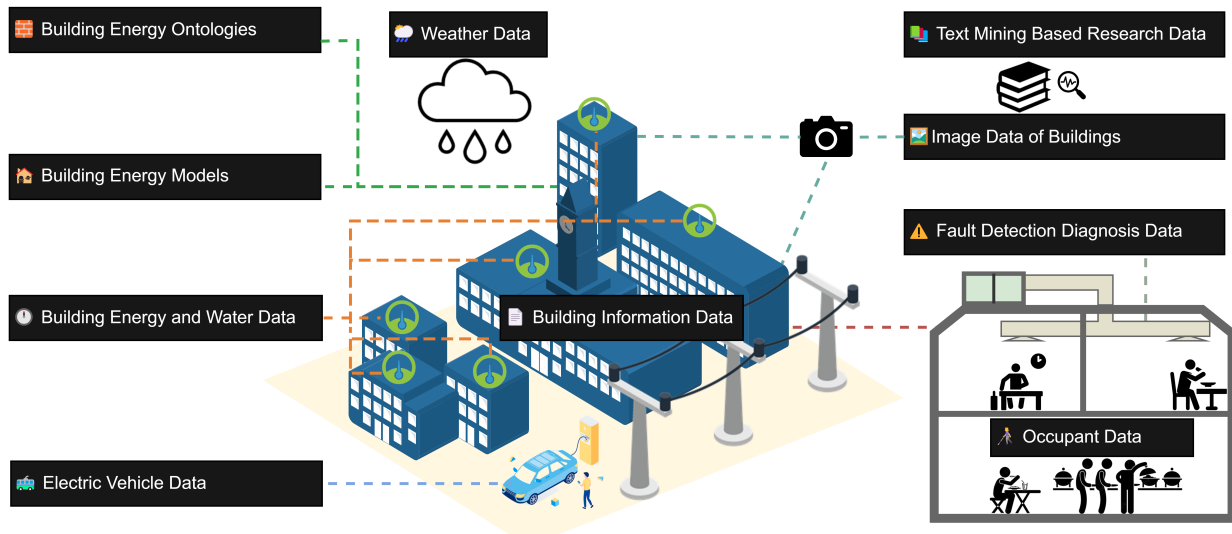 Building Energy Ontologies
Weather Data
Text Mining Based Research Data
Image Data of Buildings
Building Energy Models
Fault Detection Diagnosis Data
Building Energy and Water Data
Building Information Data
Occupant Data
Electric Vehicle Data